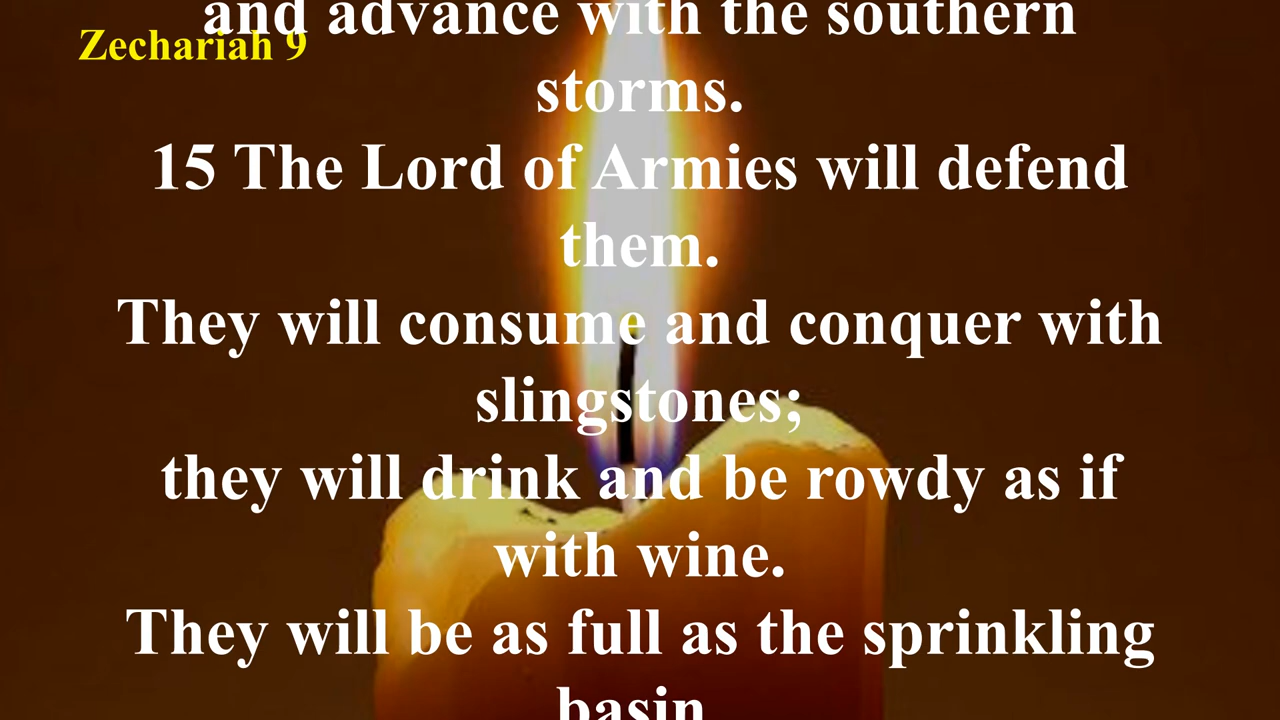 and advance with the southern
Zechariah 9
storms.
15 The Lord of Armies will defend
them.
They will consume and conquer with
slingstones;
they will drink and be rowdy as if
with wine.
They will be as full as the sprinkling
basin